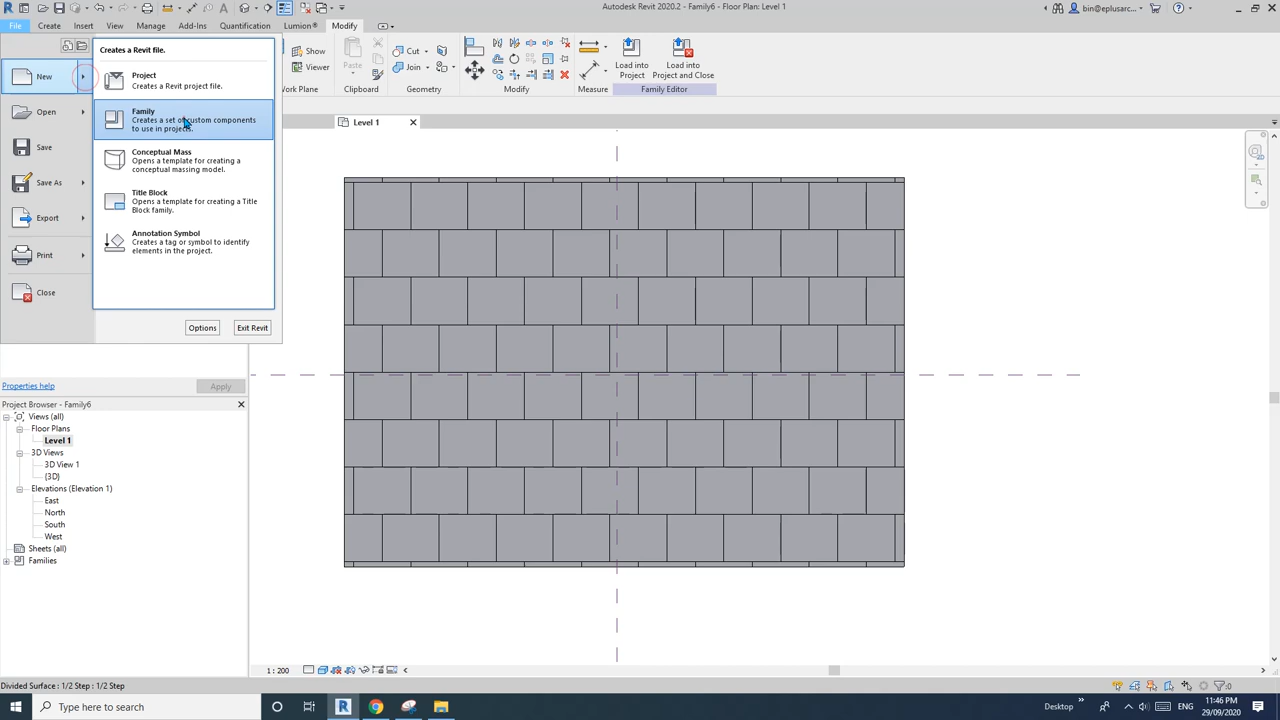 Autodesk Revit 2020.2 - Family6 - Floor Plan: Level 1
bin@eplusarc...
File Create Insert View Manage Add-Ins Quantification Lumion® Modify
Creates a Revit file.
New
Project
Creates a Revit project file.
Family
Creates a set of custom components
to use in projects.
Conceptual Mass
Opens a template for creating a
conceptual massing model.
Title Block
Opens a template for creating a Title
Block family.
Annotation Symbol
Creates a tag or symbol to identify
elements in the project.
Open
Save
Save As
Export
Print
Close
Options Exit Revit
Show
Viewer
Paste
Cut
Join
Load into
Project
Load into
Project and Close
rk Plane Geometry Modify Measure Family Editor
Level 1
Properties help Apply
Project Browser - Family6
Views (all)
Floor Plans
Level 1
3D Views
3D View 1
{3D}
Elevations (Elevation 1)
East
North
South
West
Sheets (all)
Families
1 : 200
Divided Surface: 1/2 Step : 1/2 Step
:0
Type here to search
Desktop
ENG
11:46 PM
29/09/2020